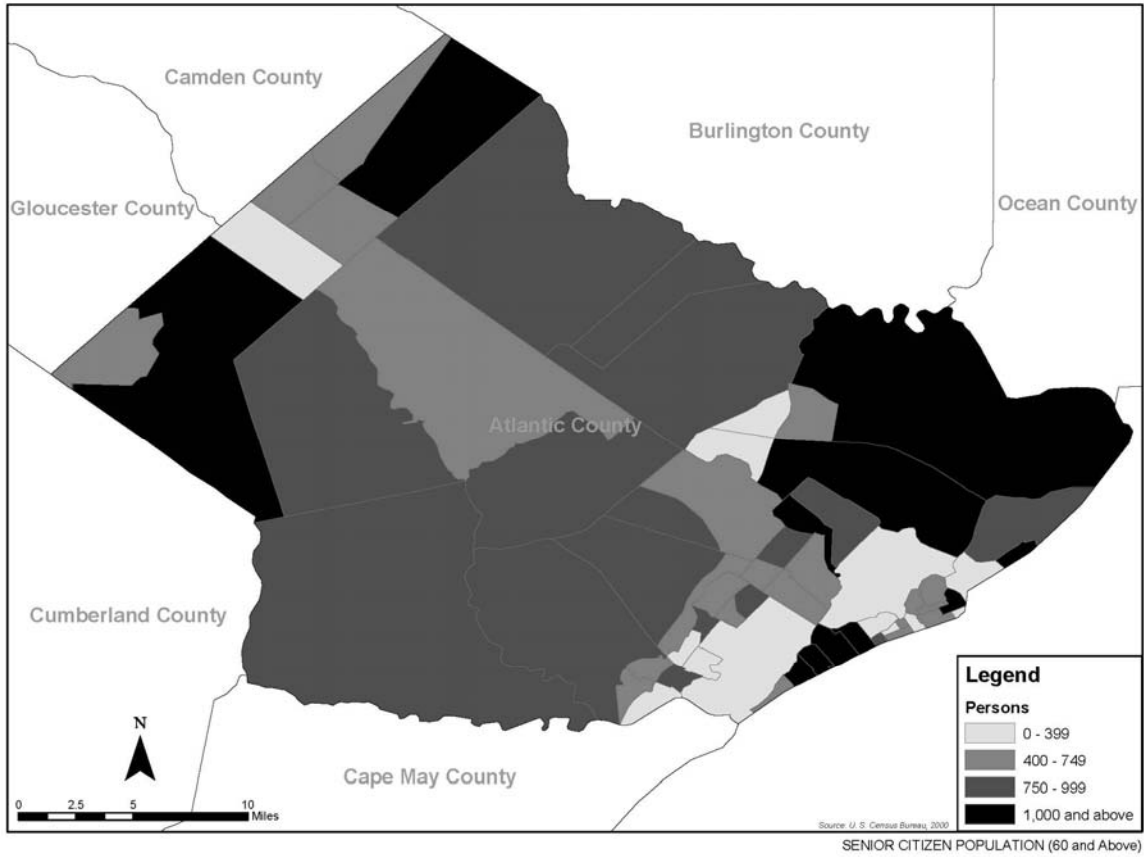 Camden County
Burlington County
Gloucester County
Ocean County
Atlantic County
Cumberland County
Cape May County
N
0 2.5 5 10
Miles
Legend
Persons
0 - 399
400 - 749
750 - 999
1,000 and above
Source: U. S. Census Bureau, 2000
SENIOR CITIZEN POPULATION (60 and Above)